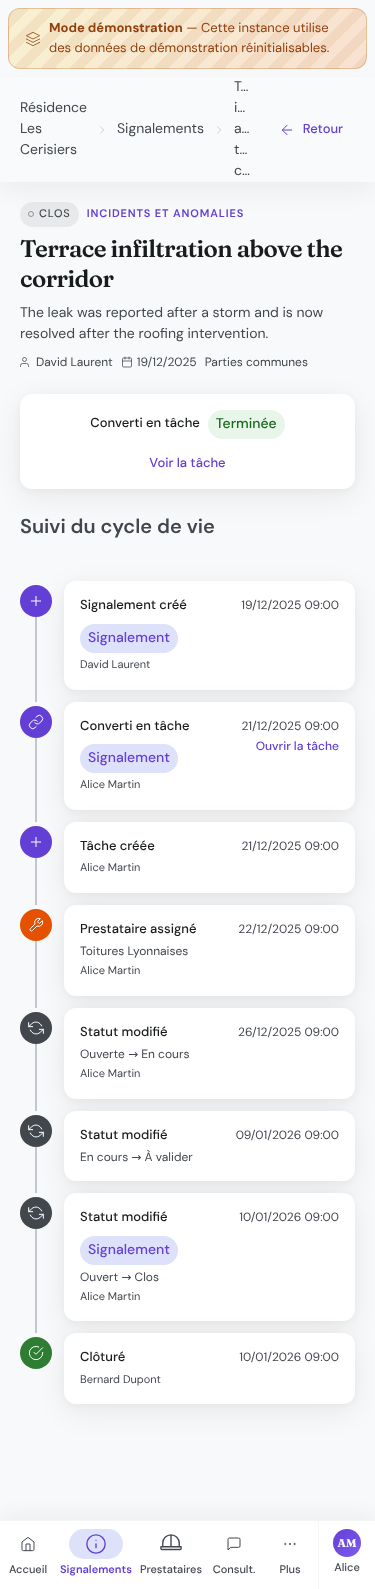 Mode démonstration — Cette instance utilise
des données de démonstration réinitialisables.
Résidence
Les
Cerisiers
Signalements
T...
i...
a...
t...
c...
Retour
CLOS
INCIDENTS ET ANOMALIES
Terrace infiltration above the
corridor
The leak was reported after a storm and is now
resolved after the roofing intervention.
David Laurent 19/12/2025 Parties communes
Converti en tâche Terminée
Voir la tâche
Suivi du cycle de vie
Signalement créé 19/12/2025 09:00
Signalement
David Laurent
Converti en tâche 21/12/2025 09:00
Ouvrir la tâche
Signalement
Alice Martin
Tâche créée 21/12/2025 09:00
Alice Martin
Prestataire assigné 22/12/2025 09:00
Toitures Lyonnaises
Alice Martin
Statut modifié 26/12/2025 09:00
Ouverte → En cours
Alice Martin
Statut modifié 09/01/2026 09:00
En cours → À valider
Statut modifié 10/01/2026 09:00
Signalement
Ouvert → Clos
Alice Martin
Clôturé 10/01/2026 09:00
Bernard Dupont
AM
Accueil Signalements Prestataires Consult. Plus Alice